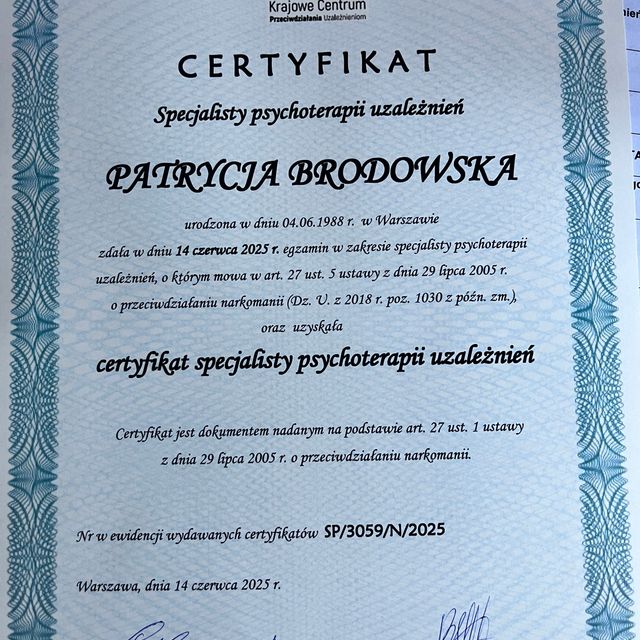 Krajowe Centrum
Przeciwdziałania Uzależnieniom
CERTYFIKAT
Specjalisty psychoterapii uzależnień
PATRYCJA BRODOWSKA
urodzona w dniu 04.06.1988 r. w Warszawie
zdała w dniu 14 czerwca 2025 r. egzamin w zakresie specjalisty psychoterapii
uzależnień, o którym mowa w art. 27 ust. 5 ustawy z dnia 29 lipca 2005 r.
o przeciwdziałaniu narkomanii (Dz. U. z 2018 r. poz. 1030 z późn. zm.),
oraz uzyskała
certyfikat specjalisty psychoterapii uzależnień
Certyfikat jest dokumentem nadanym na podstawie art. 27 ust. 1 ustawy
z dnia 29 lipca 2005 r. o przeciwdziałaniu narkomanii.
Nr w ewidencji wydawanych certyfikatów SP/3059/N/2025
Warszawa, dnia 14 czerwca 2025 r.